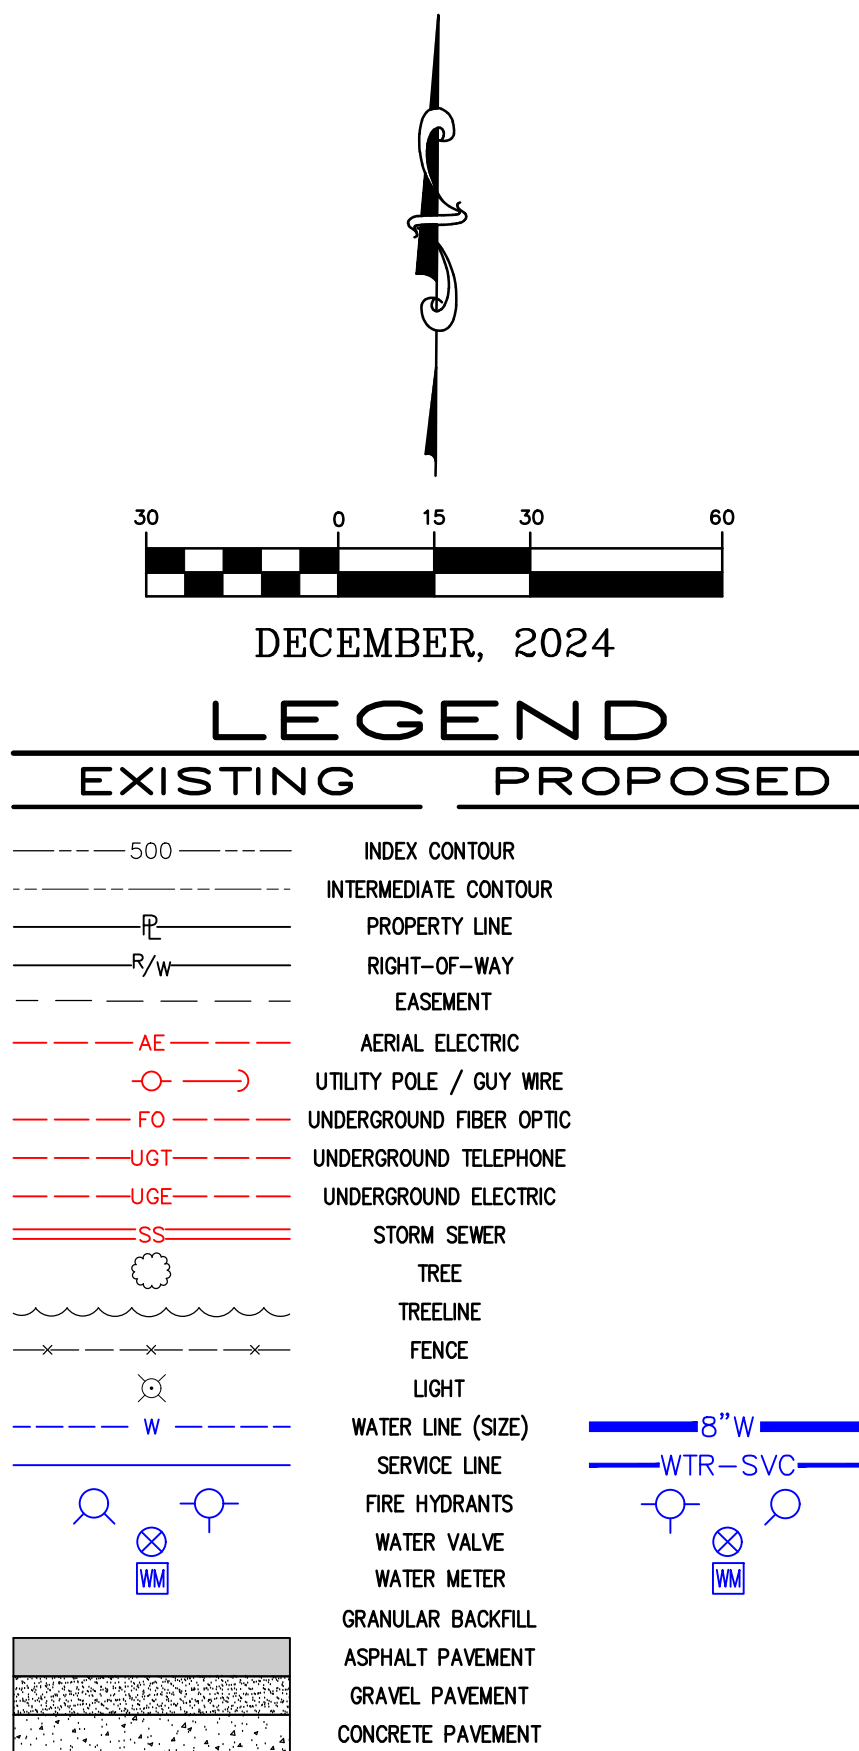 30 0 15 30 60
DECEMBER, 2024
LEGEND
EXISTING PROPOSED
500 INDEX CONTOUR
INTERMEDIATE CONTOUR
PL PROPERTY LINE
R/W RIGHT-OF-WAY
EASEMENT
AE AERIAL ELECTRIC
UTILITY POLE / GUY WIRE
FO UNDERGROUND FIBER OPTIC
UGT UNDERGROUND TELEPHONE
UGE UNDERGROUND ELECTRIC
SS STORM SEWER
TREE
TREELINE
FENCE
LIGHT
W WATER LINE (SIZE) 8"W
SERVICE LINE WTR-SVC
FIRE HYDRANTS
WATER VALVE
WM WATER METER WM
GRANULAR BACKFILL
ASPHALT PAVEMENT
GRAVEL PAVEMENT
CONCRETE PAVEMENT